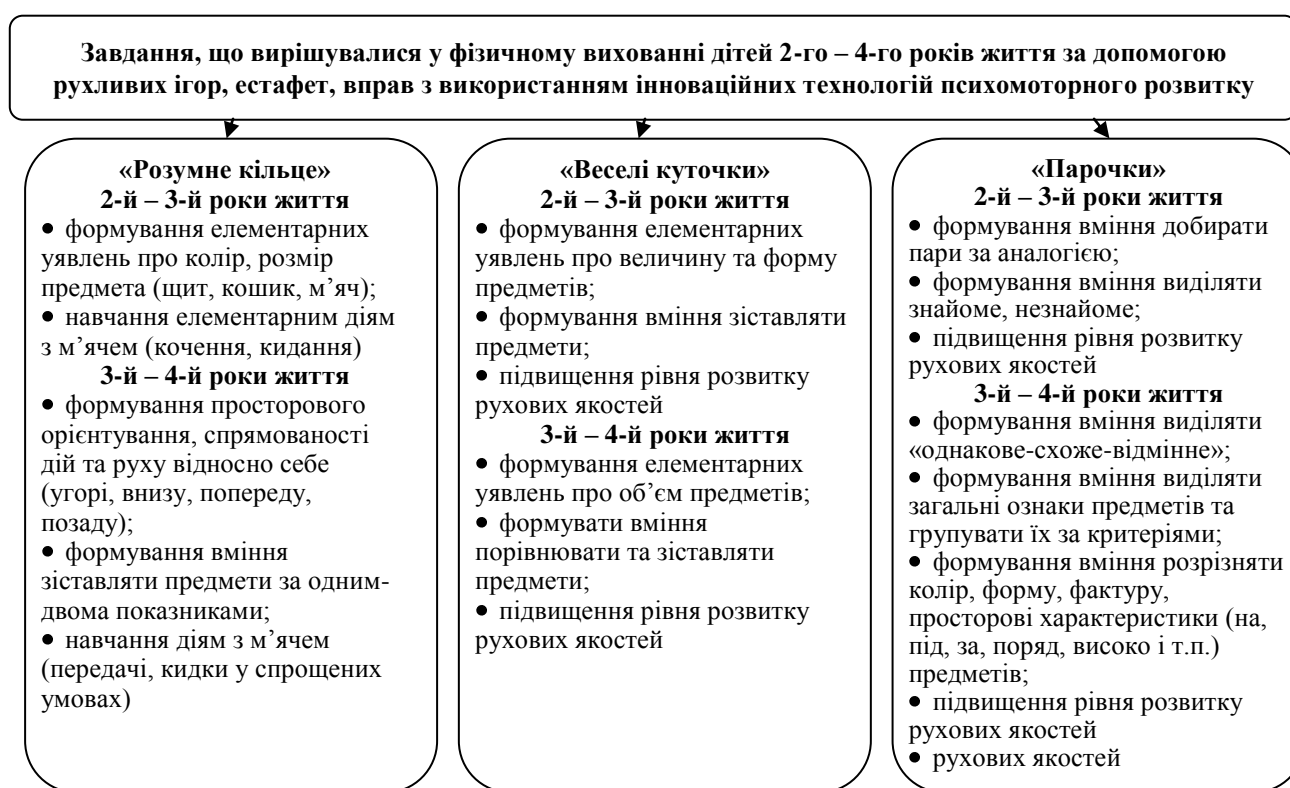 Завдання, що вирішувалися у фізичному вихованні дітей 2-го – 4-го років життя за допомогою
рухливих ігор, естафет, вправ з використанням інноваційних технологій психомоторного розвитку
«Розумне кільце»
2-й – 3-й роки життя
• формування елементарних
уявлень про колір, розмір
предмета (щит, кошик, м’яч);
• навчання елементарним діям
з м’ячем (кочення, кидання)
3-й – 4-й роки життя
• формування просторового
орієнтування, спрямованості
дій та руху відносно себе
(угорі, внизу, попереду,
позаду);
• формування вміння
зіставляти предмети за одним-
двома показниками;
• навчання діям з м’ячем
(передачі, кидки у спрощених
умовах)
«Веселі куточки»
2-й – 3-й роки життя
• формування елементарних
уявлень про величину та форму
предметів;
• формування вміння зіставляти
предмети;
• підвищення рівня розвитку
рухових якостей
3-й – 4-й роки життя
• формування елементарних
уявлень про об’єм предметів;
• формувати вміння
порівнювати та зіставляти
предмети;
• підвищення рівня розвитку
рухових якостей
«Парочки»
2-й – 3-й роки життя
• формування вміння добирати
пари за аналогією;
• формування вміння виділяти
знайоме, незнайоме;
• підвищення рівня розвитку
рухових якостей
3-й – 4-й роки життя
• формування вміння виділяти
«однакове-схоже-відмінне»;
• формування вміння виділяти
загальні ознаки предметів та
групувати їх за критеріями;
• формування вміння розрізняти
колір, форму, фактуру,
просторові характеристики (на,
під, за, поряд, високо і т.п.)
предметів;
• підвищення рівня розвитку
рухових якостей
• рухових якостей